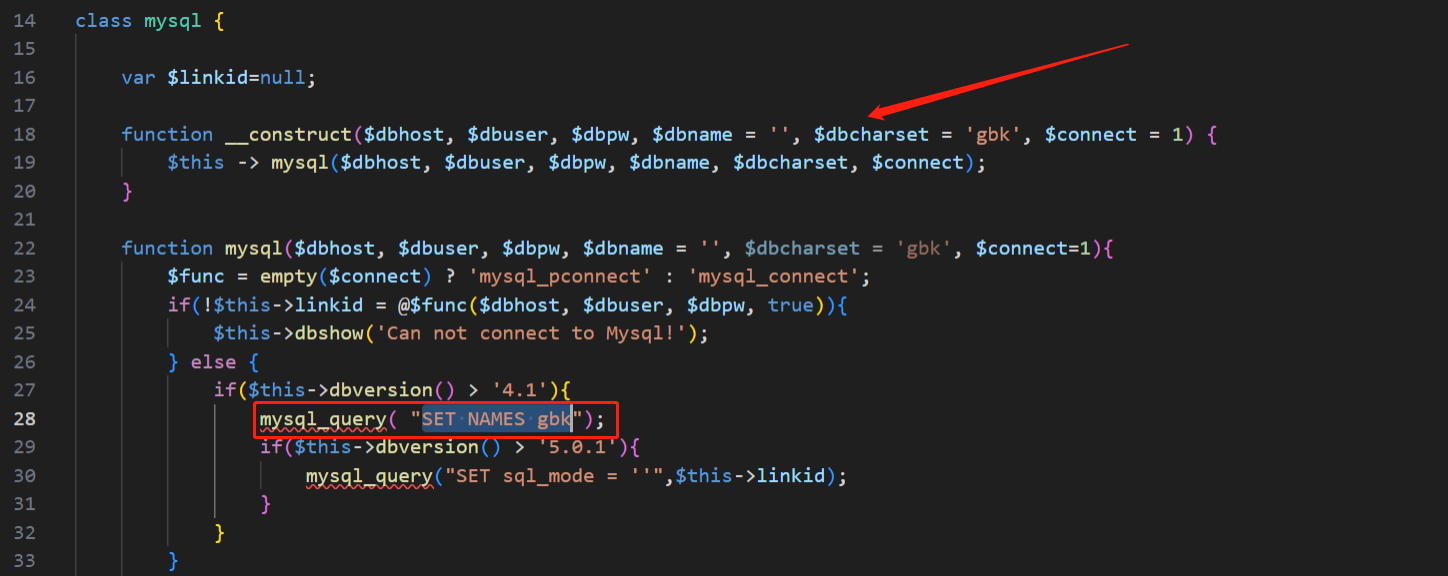 14 class mysql {
15
16 var $linkid=null;
17
18 function __construct($dbhost, $dbuser, $dbpw, $dbname = '', $dbcharset = 'gbk', $connect = 1) {
19 $this -> mysql($dbhost, $dbuser, $dbpw, $dbname, $dbcharset, $connect);
20 }
21
22 function mysql($dbhost, $dbuser, $dbpw, $dbname = '', $dbcharset = 'gbk', $connect=1){
23 $func = empty($connect) ? 'mysql_pconnect' : 'mysql_connect';
24 if(!$this->linkid = @$func($dbhost, $dbuser, $dbpw, true)){
25 $this->dbshow('Can not connect to Mysql!');
26 } else {
27 if($this->dbversion() > '4.1'){
28 mysql_query( "SET NAMES gbk");
29 if($this->dbversion() > '5.0.1'){
30 mysql_query("SET sql_mode = ''",$this->linkid);
31 }
32 }
33 }